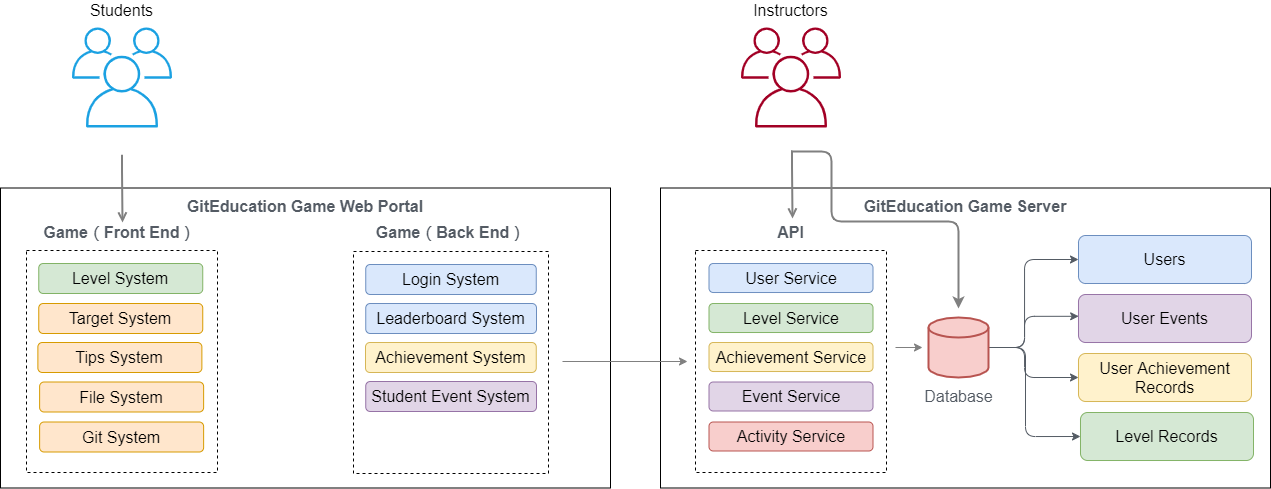 Students
Instructors
GitEducation Game Web Portal
Game ( Front End )
Level System
Target System
Tips System
File System
Git System
Game ( Back End )
Login System
Leaderboard System
Achievement System
Student Event System
GitEducation Game Server
API
User Service
Level Service
Achievement Service
Event Service
Activity Service
Database
Users
User Events
User Achievement
Records
Level Records